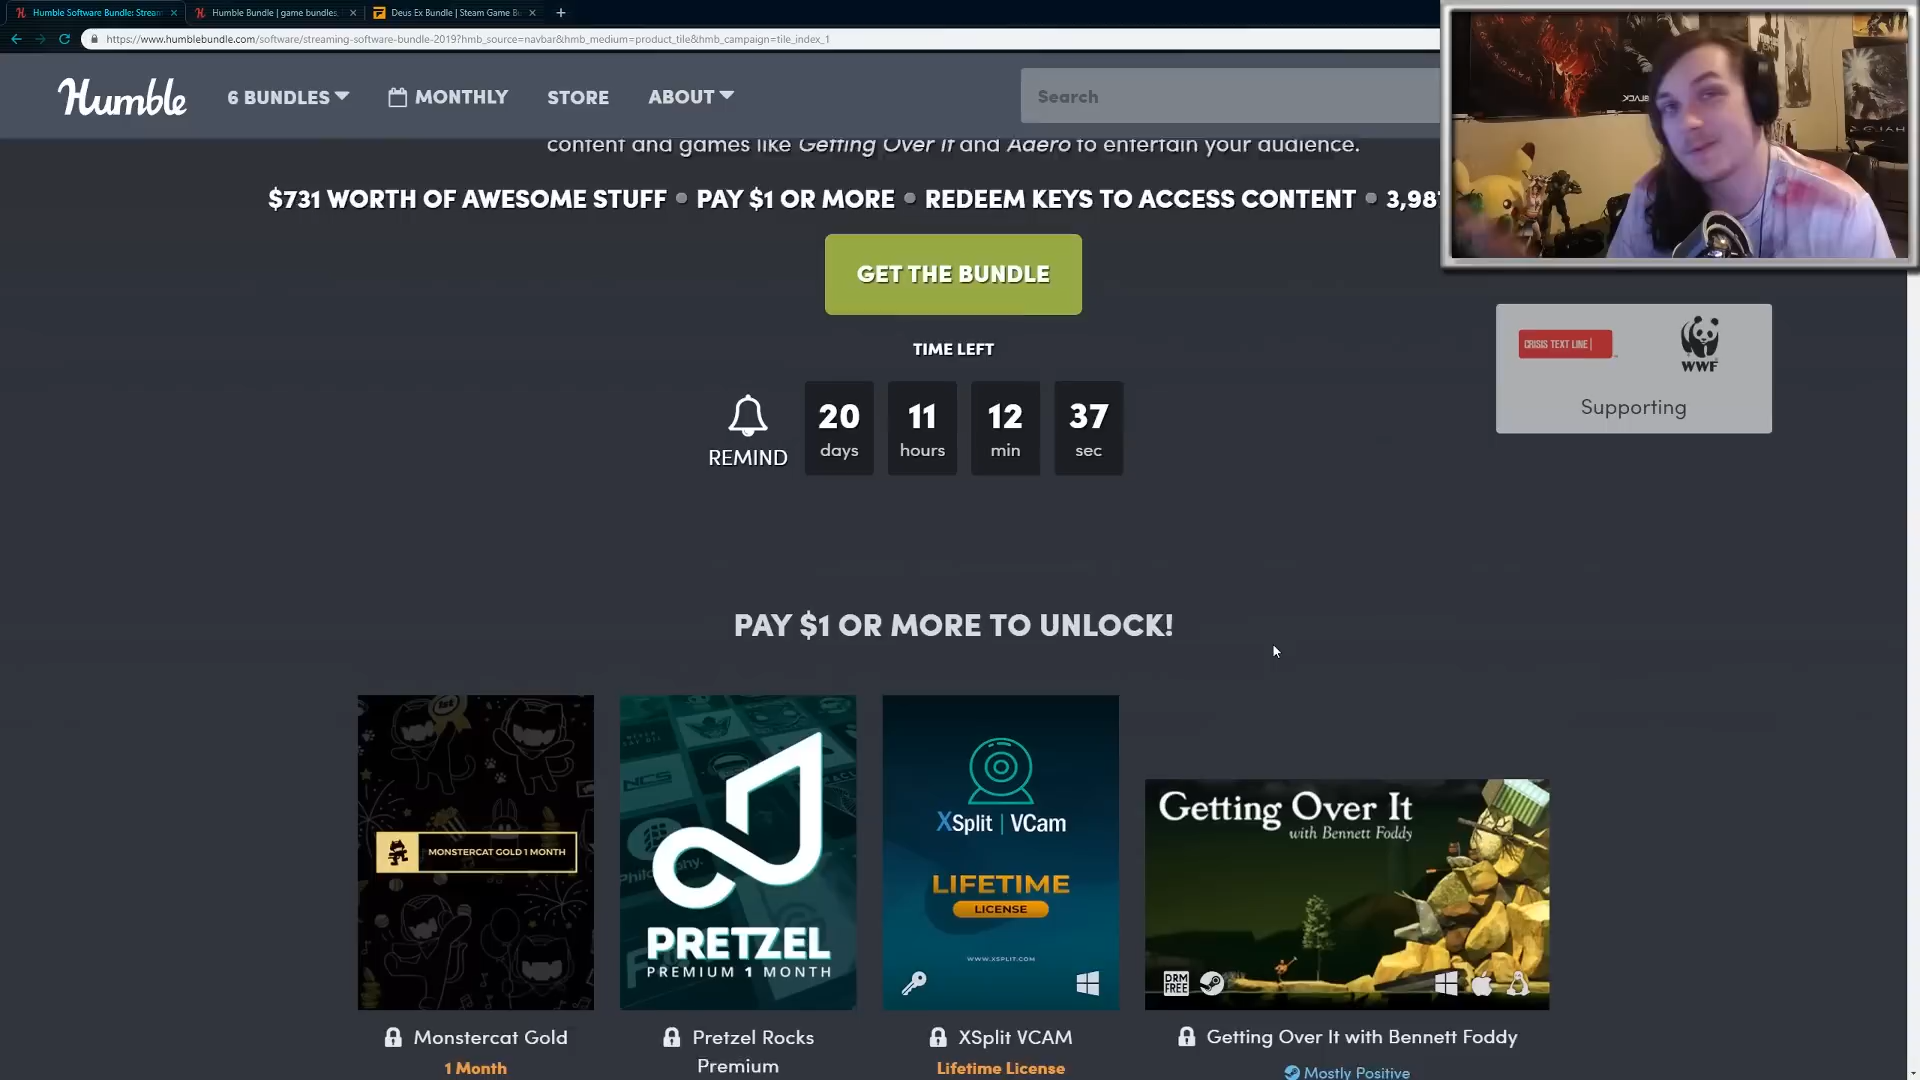 Humble Software Bundle: Stream
Humble Bundle | game bundles,
Deus Ex Bundle | Steam Game Bu
https://www.humblebundle.com/software/streaming-software-bundle-2019?hmb_source=navbar&hmb_medium=product_tile&hmb_campaign=tile_index_1
Humble
6 BUNDLES
MONTHLY
STORE
ABOUT
Search
content and games like Getting Over It and Adero to entertain your audience.
$731 WORTH OF AWESOME STUFF • PAY $1 OR MORE • REDEEM KEYS TO ACCESS CONTENT • 3,98
GET THE BUNDLE
TIME LEFT
REMIND
20 days
11 hours
12 min
37 sec
CRISIS TEXT LINE |
WWF
Supporting
PAY $1 OR MORE TO UNLOCK!
MONSTERCAT GOLD 1 MONTH
NCS
PRETZEL
PREMIUM 1 MONTH
XSplit | VCam
LIFETIME
LICENSE
WWW.XSPLIT.COM
Getting Over It
with Bennett Foddy
DRM FREE
Monstercat Gold
1 Month
Pretzel Rocks
Premium
XSplit VCAM
Lifetime License
Getting Over It with Bennett Foddy
Mostly Positive